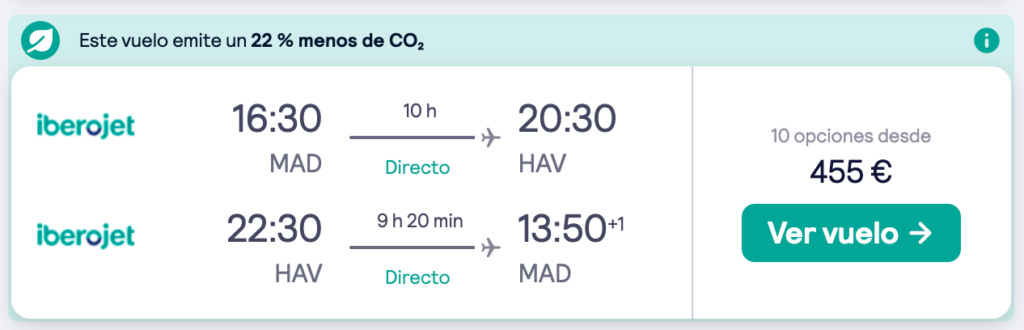 Este vuelo emite un 22 % menos de CO₂
iberojet
16:30
MAD
10 h
Directo
20:30
HAV
iberojet
22:30
HAV
9 h 20 min
Directo
13:50+1
MAD
10 opciones desde
455 €
Ver vuelo →